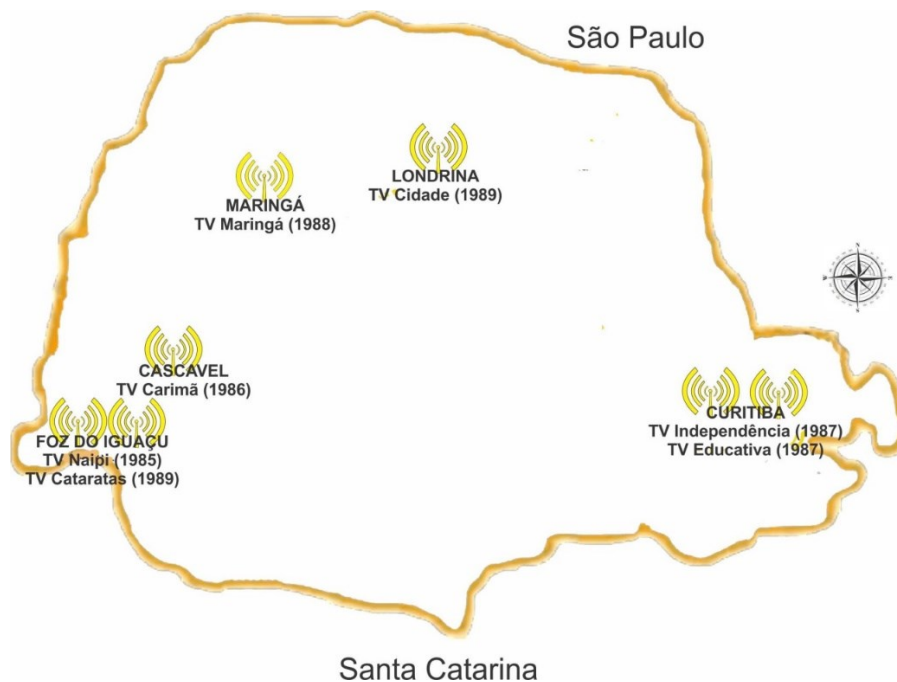 São Paulo
LONDRINA
TV Cidade (1989)
MARINGÁ
TV Maringá (1988)
CASCAVEL
TV Carimã (1986)
FOZ DO IGUAÇU
TV Naipi (1985)
TV Cataratas (1989)
CURITIBA
TV Independência (1987)
TV Educativa (1987)
Santa Catarina